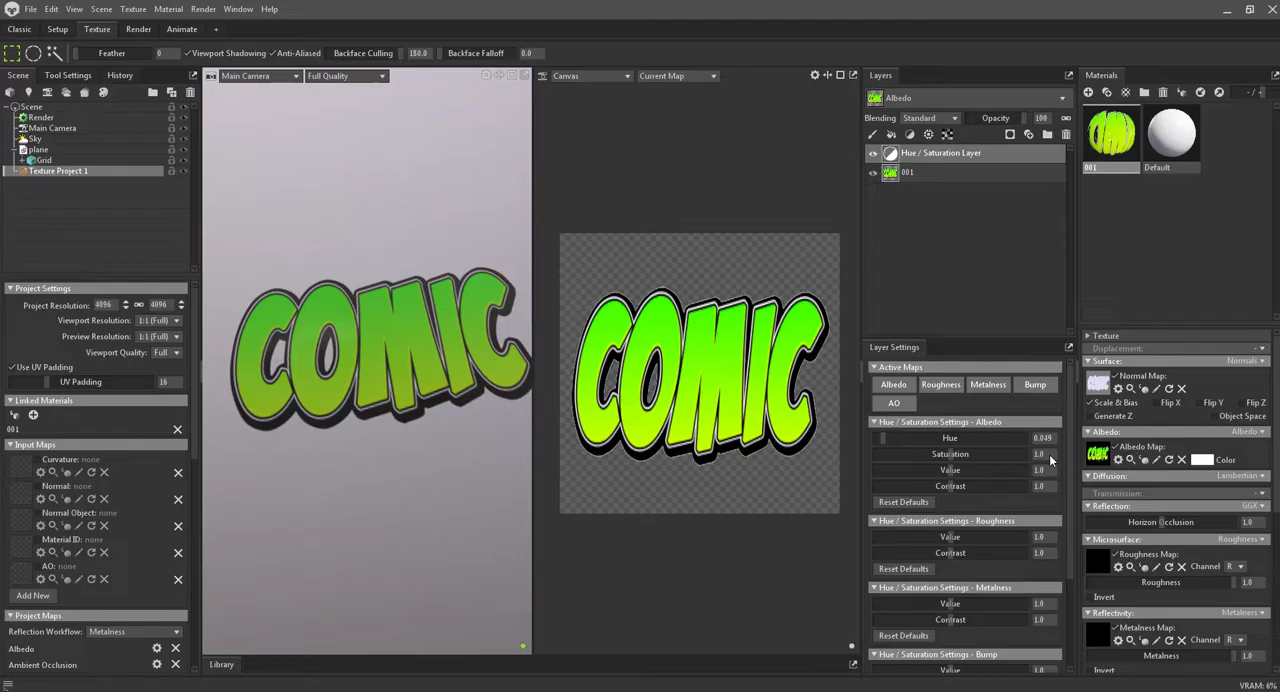 File Edit View Scene Texture Material Render Window Help
Classic Setup Texture Render Animate +
Feather 0 Viewport Shadowing Anti-Aliased Backface Culling 180.0 Backface Falloff 0.0
Scene Tool Settings History
Scene
Render
Main Camera
Sky
plane
Grid
Texture Project 1
Project Settings
Project Resolution: 4096 4096
Viewport Resolution: 1:1 (Full)
Preview Resolution: 1:1 (Full)
Viewport Quality: Full
Use UV Padding
UV Padding 16
Linked Materials
001
Input Maps
Curvature: none
Normal: none
Normal Object: none
Material ID: none
AO: none
Add New
Project Maps
Reflection Workflow: Metalness
Albedo
Ambient Occlusion
Main Camera Full Quality
COMIC
Canvas Current Map
COMIC
Library
Layers
Albedo
Blending Standard Opacity 100
Hue / Saturation Layer
001
Layer Settings
Active Maps
Albedo Roughness Metalness Bump
AO
Hue / Saturation Settings - Albedo
Hue 0.049
Saturation 1.0
Value 1.0
Contrast 1.0
Reset Defaults
Hue / Saturation Settings - Roughness
Value 1.0
Contrast 1.0
Reset Defaults
Hue / Saturation Settings - Metalness
Value 1.0
Contrast 1.0
Reset Defaults
Hue / Saturation Settings - Bump
Value 1.0
Materials
- / +
001 Default
Texture
Displacement: -
Surface: Normals
Normal Map:
Scale & Bias Flip X Flip Y Flip Z
Generate Z Object Space
Albedo: Albedo
Albedo Map:
Color
Diffusion: Lambertian
Transmission: -
Reflection: GGX
Horizon Occlusion 1.0
Microsurface: Roughness
Roughness Map:
Channel R
Roughness 1.0
Invert
Reflectivity: Metalness
Metalness Map:
Channel R
Metalness 1.0
Invert
VRAM: 6%